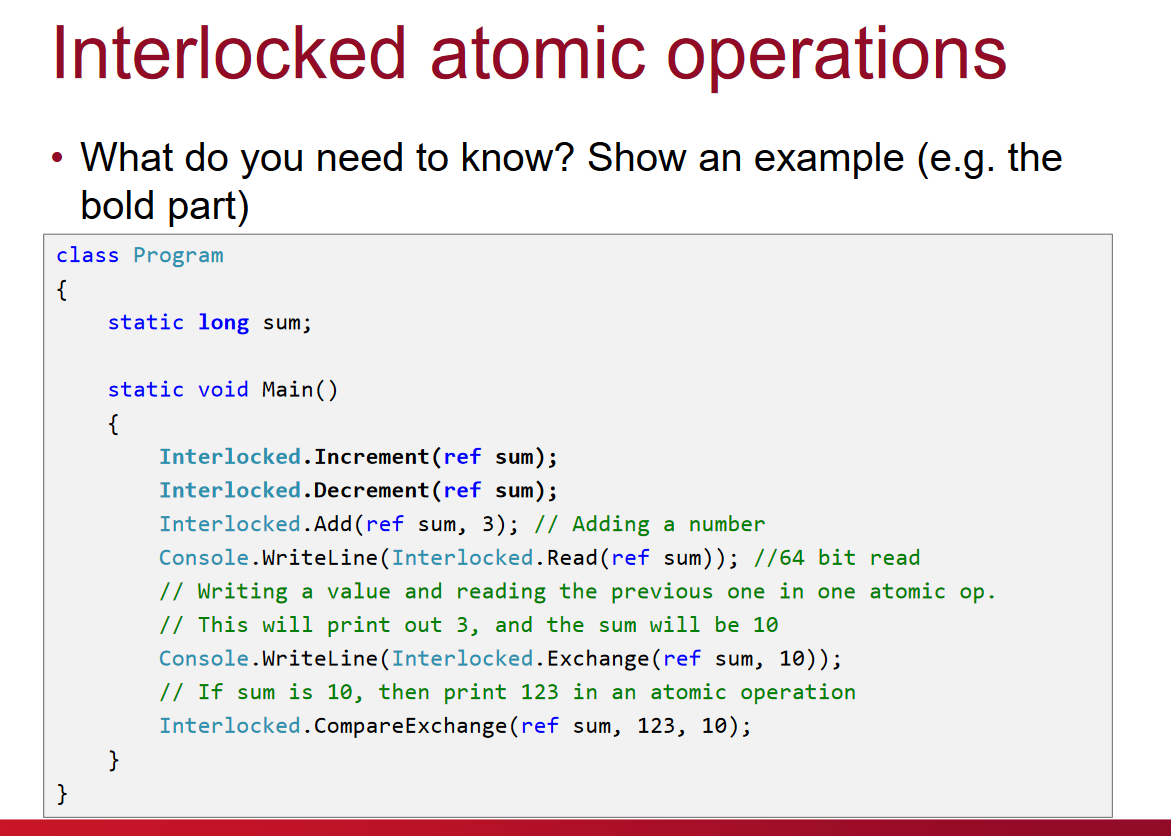 Interlocked atomic operations
• What do you need to know? Show an example (e.g. the
bold part)
class Program
{
    static long sum;

    static void Main()
    {
        Interlocked.Increment(ref sum);
        Interlocked.Decrement(ref sum);
        Interlocked.Add(ref sum, 3); // Adding a number
        Console.WriteLine(Interlocked.Read(ref sum)); //64 bit read
        // Writing a value and reading the previous one in one atomic op.
        // This will print out 3, and the sum will be 10
        Console.WriteLine(Interlocked.Exchange(ref sum, 10));
        // If sum is 10, then print 123 in an atomic operation
        Interlocked.CompareExchange(ref sum, 123, 10);
    }
}